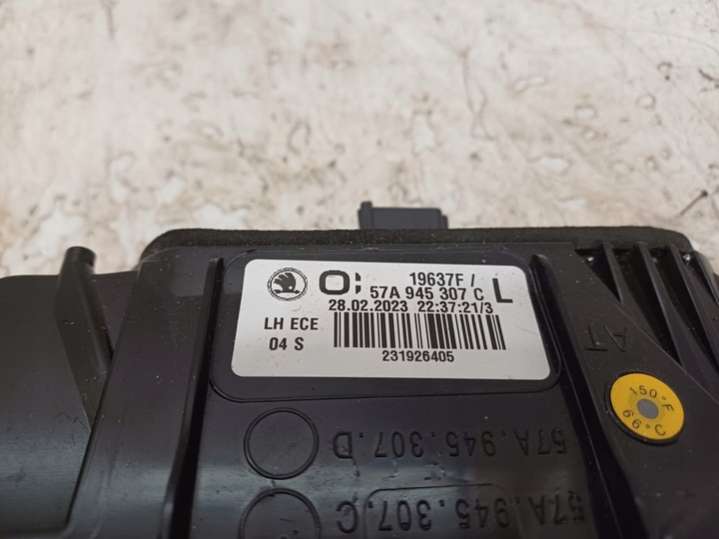 O: 19637F /
57A 945 307 C L
28.02.2023 22:37:21/3
LH ECE
04 S
231926405
AT
150°F
66°C
57A.945.307.D
57A.945.307.C